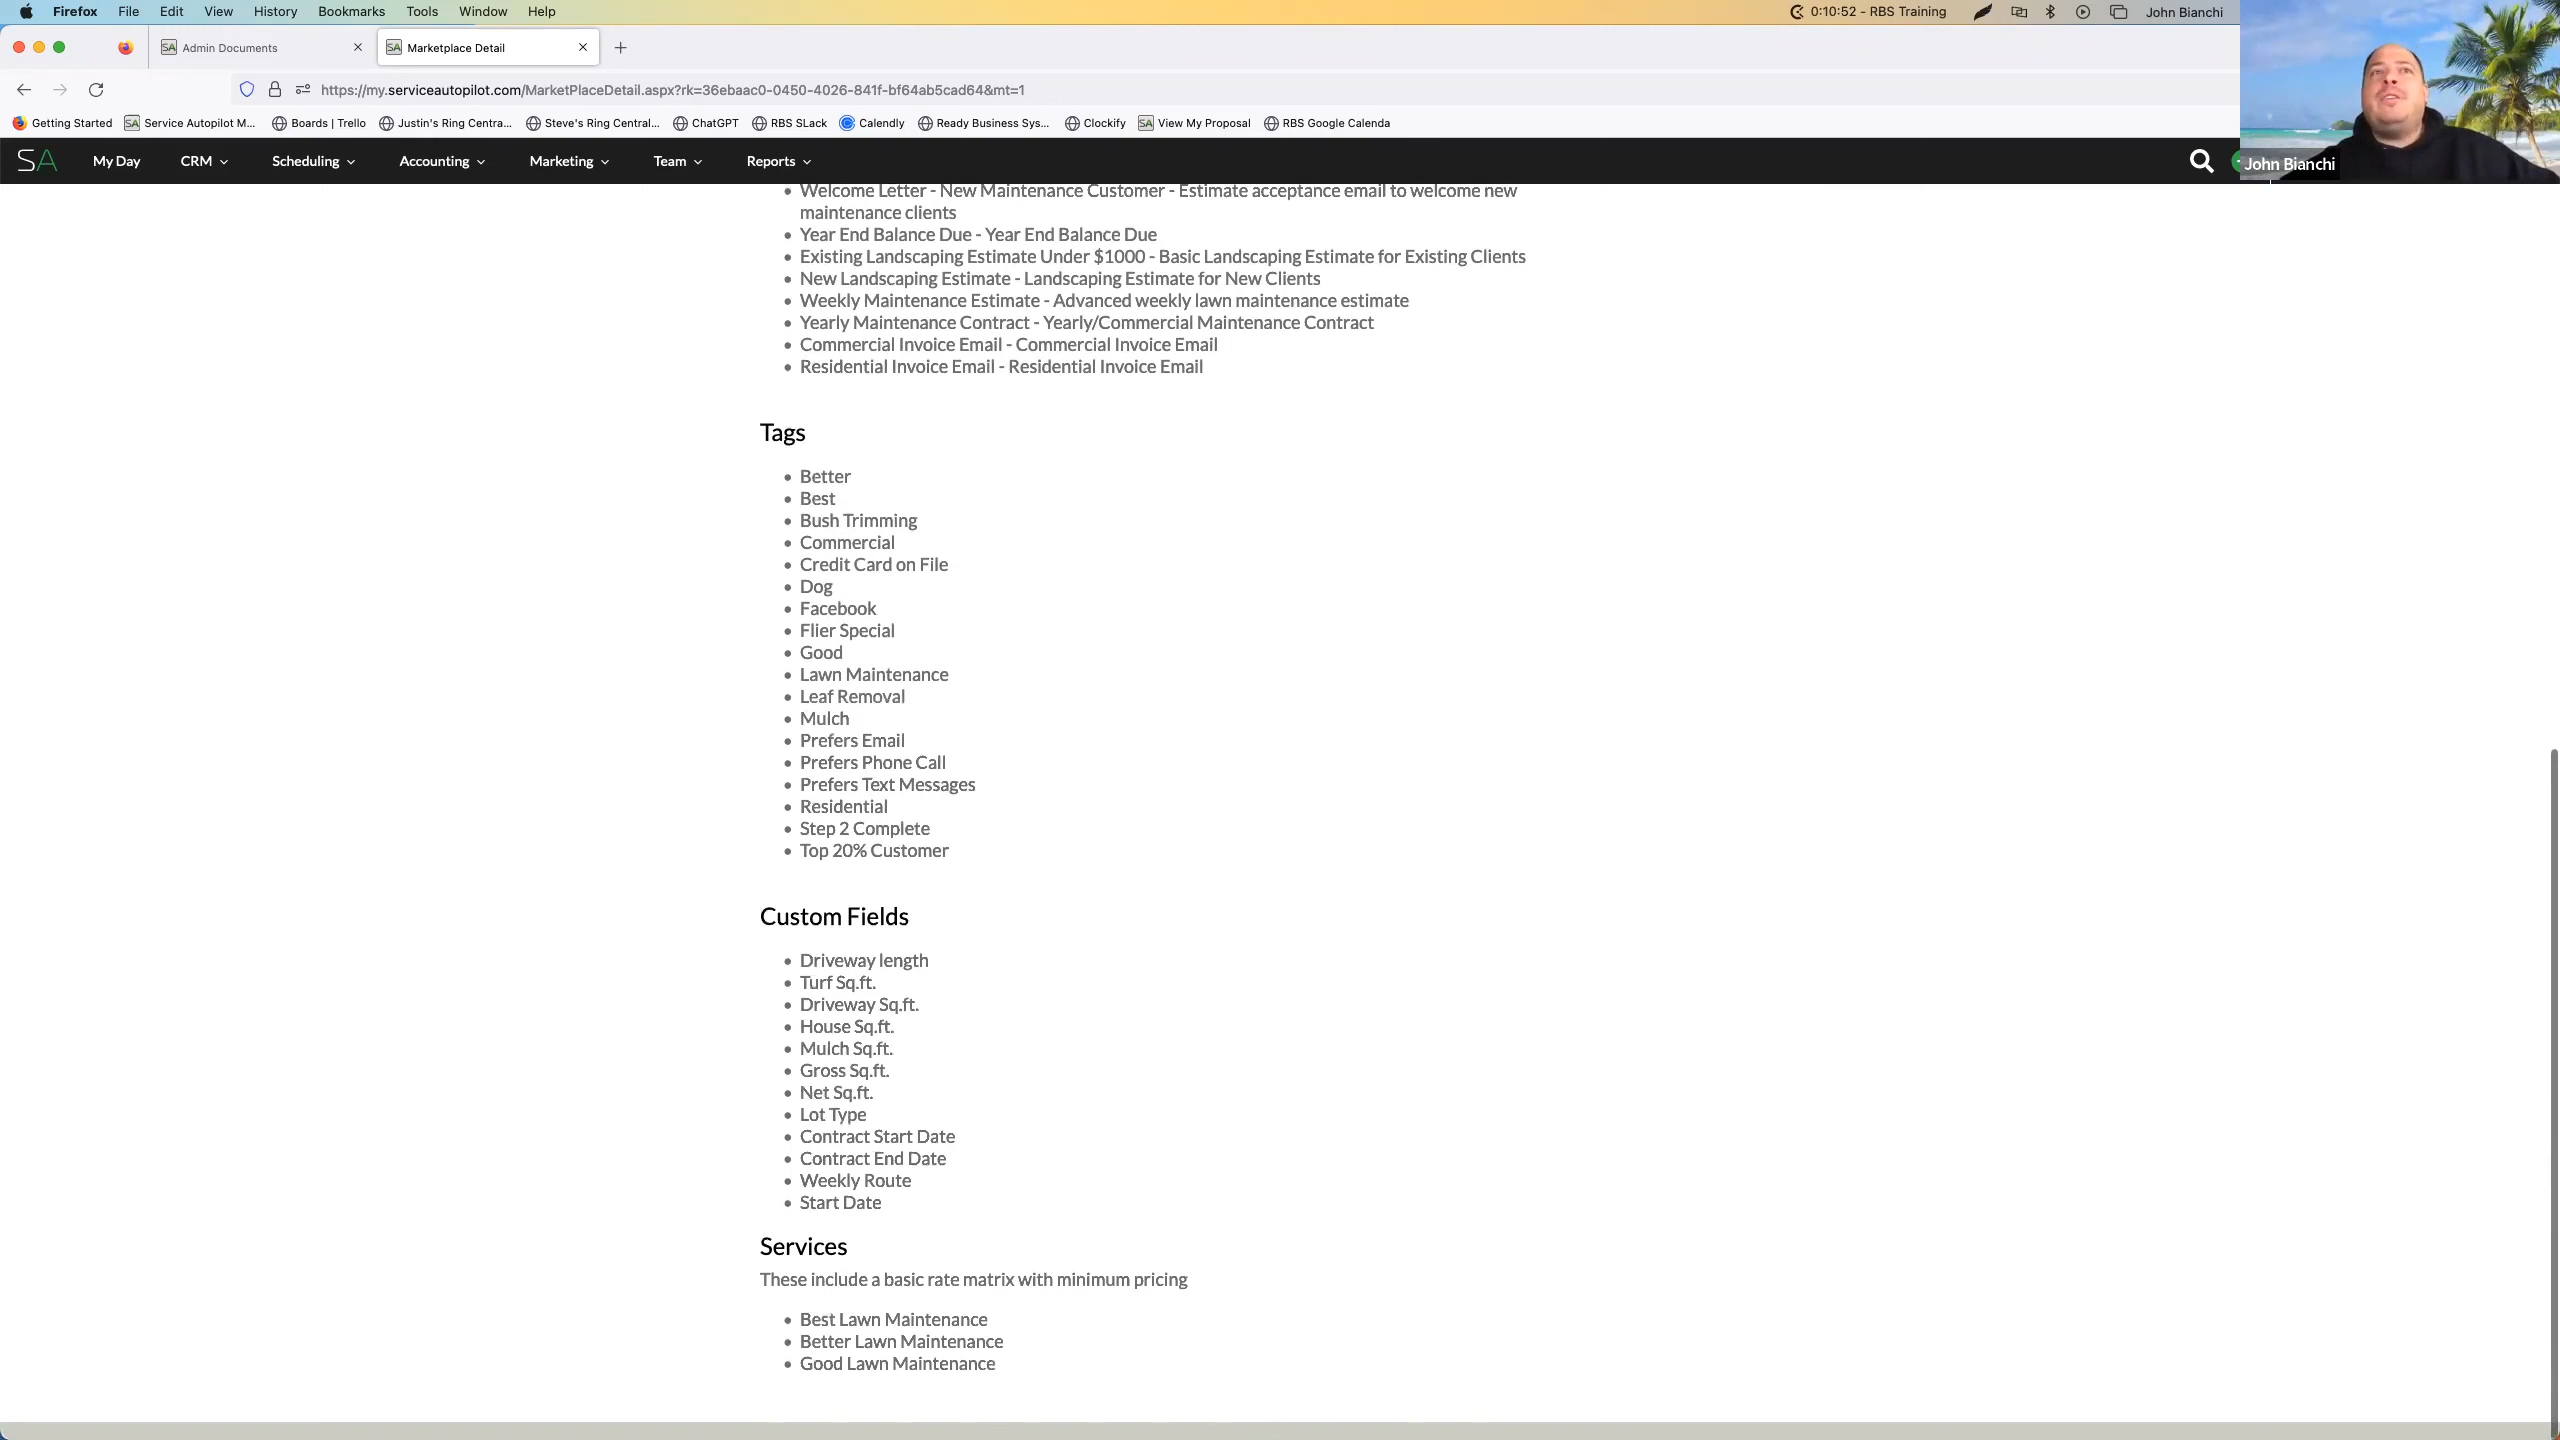 Firefox File Edit View History Bookmarks Tools Window Help 0:10:52 - RBS Training John Bianchi
Admin Documents Marketplace Detail
https://my.serviceautopilot.com/MarketPlaceDetail.aspx?rk=36ebaac0-0450-4026-841f-bf64ab5cad64&mt=1
Getting Started Service Autopilot M... Boards | Trello Justin's Ring Centra... Steve's Ring Central... ChatGPT RBS SLack Calendly Ready Business Sys... Clockify View My Proposal RBS Google Calenda
SA My Day CRM Scheduling Accounting Marketing Team Reports
John Bianchi
Welcome Letter - New Maintenance Customer - Estimate acceptance email to welcome new
maintenance clients
Year End Balance Due - Year End Balance Due
Existing Landscaping Estimate Under $1000 - Basic Landscaping Estimate for Existing Clients
New Landscaping Estimate - Landscaping Estimate for New Clients
Weekly Maintenance Estimate - Advanced weekly lawn maintenance estimate
Yearly Maintenance Contract - Yearly/Commercial Maintenance Contract
Commercial Invoice Email - Commercial Invoice Email
Residential Invoice Email - Residential Invoice Email
Tags
Better
Best
Bush Trimming
Commercial
Credit Card on File
Dog
Facebook
Flier Special
Good
Lawn Maintenance
Leaf Removal
Mulch
Prefers Email
Prefers Phone Call
Prefers Text Messages
Residential
Step 2 Complete
Top 20% Customer
Custom Fields
Driveway length
Turf Sq.ft.
Driveway Sq.ft.
House Sq.ft.
Mulch Sq.ft.
Gross Sq.ft.
Net Sq.ft.
Lot Type
Contract Start Date
Contract End Date
Weekly Route
Start Date
Services
These include a basic rate matrix with minimum pricing
Best Lawn Maintenance
Better Lawn Maintenance
Good Lawn Maintenance